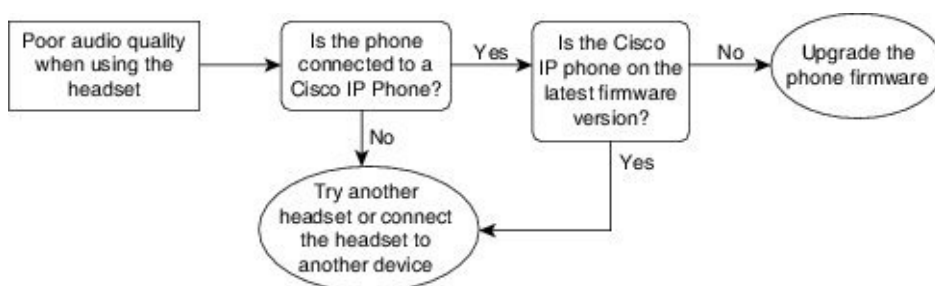 Poor audio quality
when using the
headset
Is the phone
connected to a
Cisco IP Phone?
Yes
Is the Cisco
IP phone on the
latest firmware
version?
No
Upgrade the
phone firmware
No
Yes
Try another
headset or connect
the headset to
another device